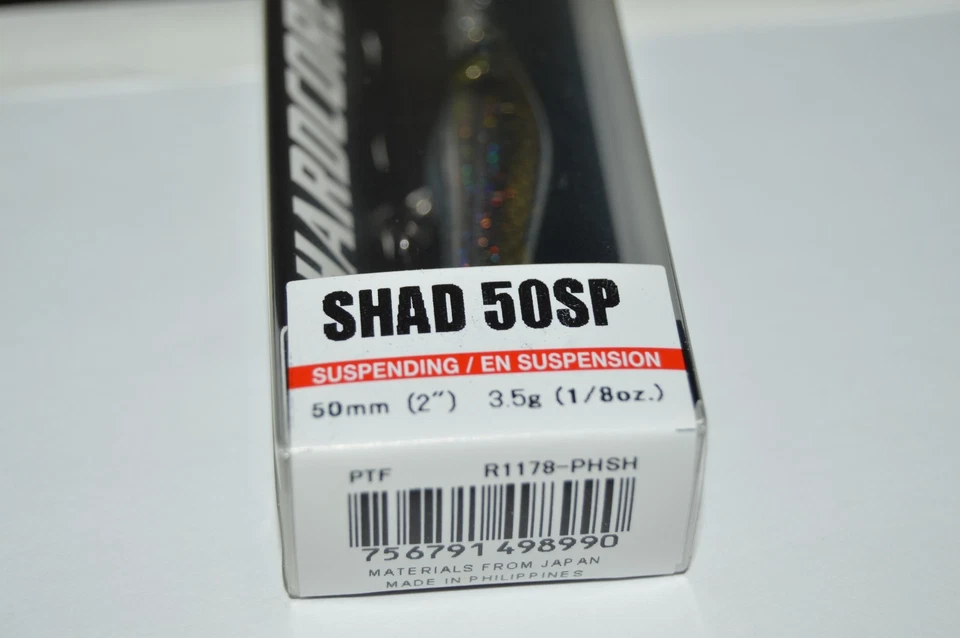 HARDCORE
SHAD 50SP
SUSPENDING / EN SUSPENSION
50mm (2″) 3.5g (1/8oz.)
PTF R1178-PHSH
756791 498990
MATERIALS FROM JAPAN
MADE IN PHILIPPINES